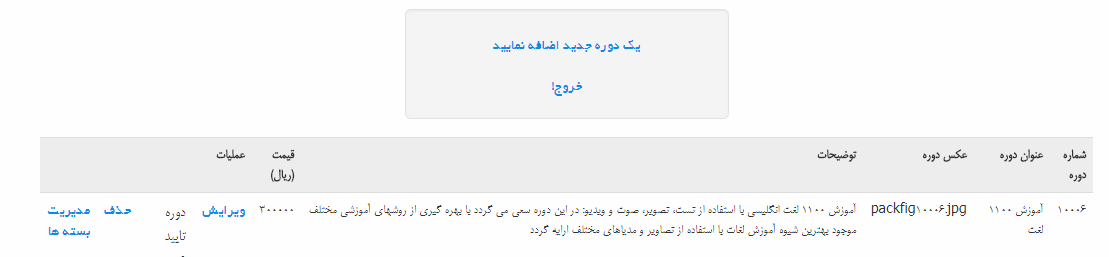 یک دوره جدید اضافه نمایید
خروج!
شماره دوره
عنوان دوره
عکس دوره
توضیحات
قیمت (ریال)
عملیات
۱۰۰۰۶
آموزش ۱۱۰۰ لغت
packfig۱۰۰۰۶.jpg
آموزش ۱۱۰۰ لغت انگلیسی با استفاده از تست، تصویر، صوت و ویدیو: در این دوره سعی می گردد با بهره گیری از روشهای آموزشی مختلف
موجود بهترین شیوه آموزش لغات با استفاده از تصاویر و مدیاهای مختلف ارایه گردد
۳۰۰۰۰۰
ویرایش
دوره
تایید
حذف
مدیریت
بسته ها